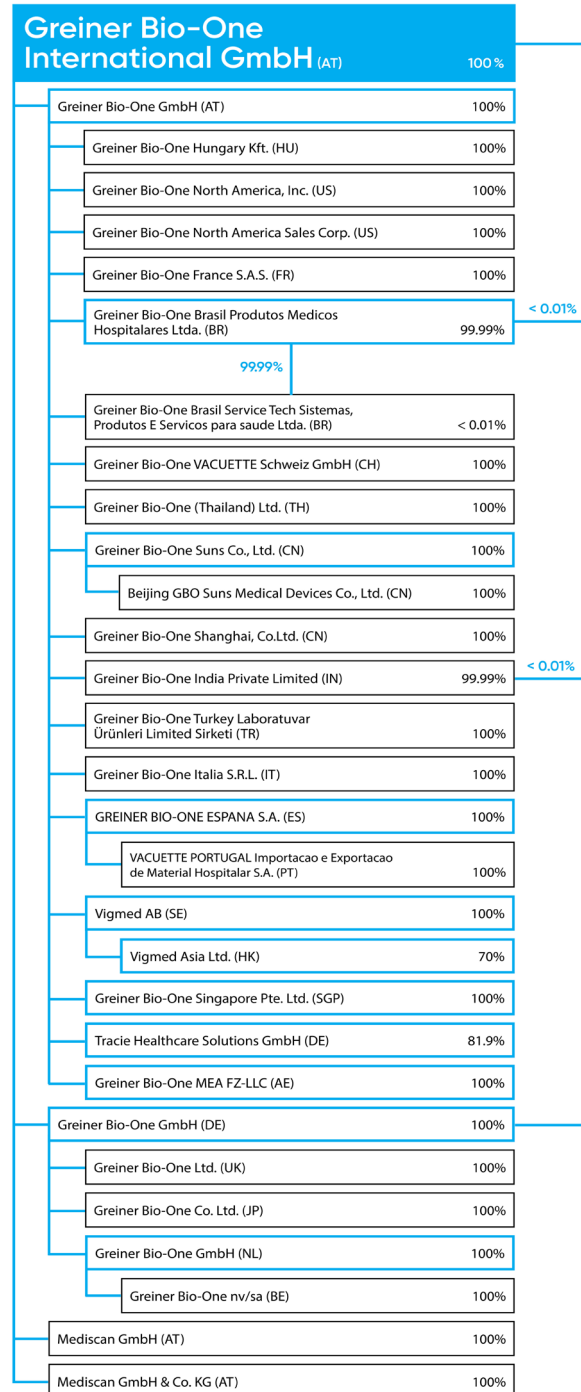 Greiner Bio-One
International GmbH (AT) 100 %
Greiner Bio-One GmbH (AT) 100%
Greiner Bio-One Hungary Kft. (HU) 100%
Greiner Bio-One North America, Inc. (US) 100%
Greiner Bio-One North America Sales Corp. (US) 100%
Greiner Bio-One France S.A.S. (FR) 100%
< 0.01%
Greiner Bio-One Brasil Produtos Medicos
Hospitalares Ltda. (BR) 99.99%
99.99%
Greiner Bio-One Brasil Service Tech Sistemas,
Produtos E Servicos para saude Ltda. (BR) < 0.01%
Greiner Bio-One VACUETTE Schweiz GmbH (CH) 100%
Greiner Bio-One (Thailand) Ltd. (TH) 100%
Greiner Bio-One Suns Co., Ltd. (CN) 100%
Beijing GBO Suns Medical Devices Co., Ltd. (CN) 100%
Greiner Bio-One Shanghai, Co.Ltd. (CN) 100%
< 0.01%
Greiner Bio-One India Private Limited (IN) 99.99%
Greiner Bio-One Turkey Laboratuvar
Ürünleri Limited Sirketi (TR) 100%
Greiner Bio-One Italia S.R.L. (IT) 100%
GREINER BIO-ONE ESPANA S.A. (ES) 100%
VACUETTE PORTUGAL Importacao e Exportacao
de Material Hospitalar S.A. (PT) 100%
Vigmed AB (SE) 100%
Vigmed Asia Ltd. (HK) 70%
Greiner Bio-One Singapore Pte. Ltd. (SGP) 100%
Tracie Healthcare Solutions GmbH (DE) 81.9%
Greiner Bio-One MEA FZ-LLC (AE) 100%
Greiner Bio-One GmbH (DE) 100%
Greiner Bio-One Ltd. (UK) 100%
Greiner Bio-One Co. Ltd. (JP) 100%
Greiner Bio-One GmbH (NL) 100%
Greiner Bio-One nv/sa (BE) 100%
Mediscan GmbH (AT) 100%
Mediscan GmbH & Co. KG (AT) 100%